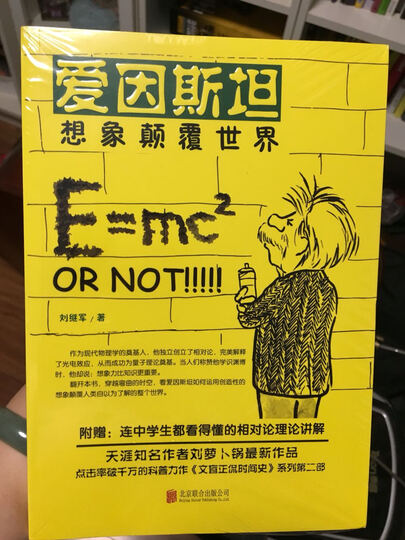 爱因斯坦
想象颠覆世界
E=mc²
OR NOT!!!!!
刘继军／著
作为现代物理学的奠基人，他独立创立了相对论，完美解释
了光电效应，从而成为量子理论奠基。当人们称赞他学识渊博
时，他却说：想象力比知识更重要。
翻开本书，穿越弯曲的时空，看爱因斯坦如何运用创造性的
想象颠覆人类自以为了解的整个世界。
附赠：连中学生都看得懂的相对论理论讲解
天涯知名作者刘萝卜锅最新作品
点击率破千万的科普力作《文盲正侃时间史》系列第二部
北京联合出版公司